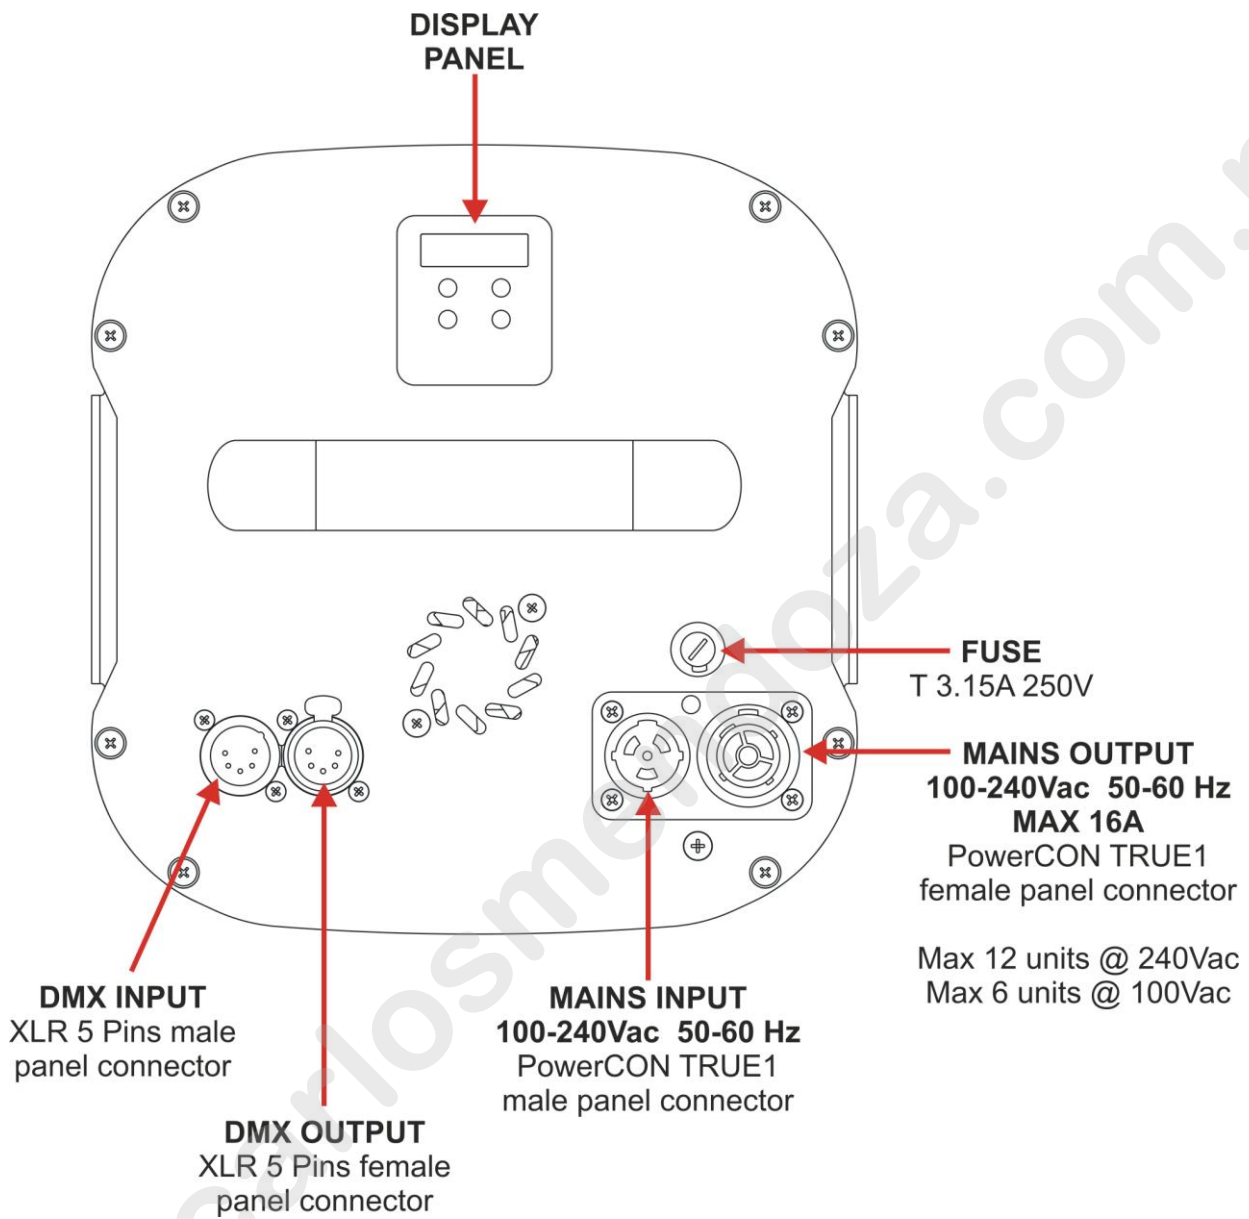 DISPLAY
PANEL
FUSE
T 3.15A 250V
MAINS OUTPUT
100-240Vac 50-60 Hz
MAX 16A
PowerCON TRUE1
female panel connector
Max 12 units @ 240Vac
Max 6 units @ 100Vac
DMX INPUT
XLR 5 Pins male
panel connector
MAINS INPUT
100-240Vac 50-60 Hz
PowerCON TRUE1
male panel connector
DMX OUTPUT
XLR 5 Pins female
panel connector
carlosmendoza.com.